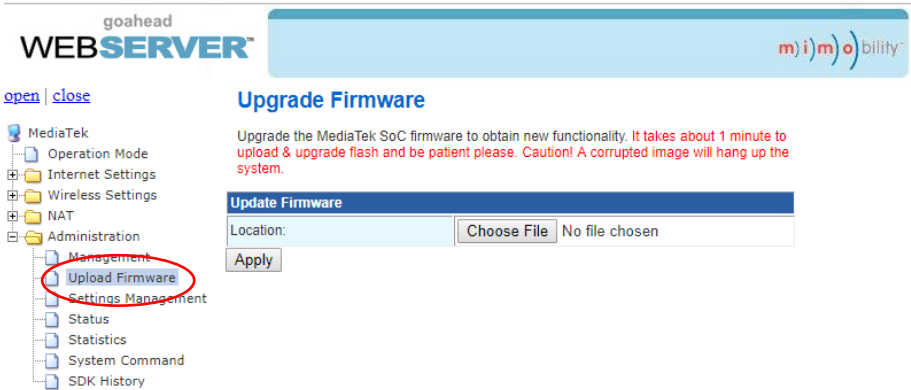 goahead
WEBSERVER™
m)i)m)o)bility™
open | close
MediaTek
Operation Mode
Internet Settings
Wireless Settings
NAT
Administration
Management
Upload Firmware
Settings Management
Status
Statistics
System Command
SDK History
Upgrade Firmware
Upgrade the MediaTek SoC firmware to obtain new functionality. It takes about 1 minute to
upload & upgrade flash and be patient please. Caution! A corrupted image will hang up the
system.
Update Firmware
Location: Choose File No file chosen
Apply